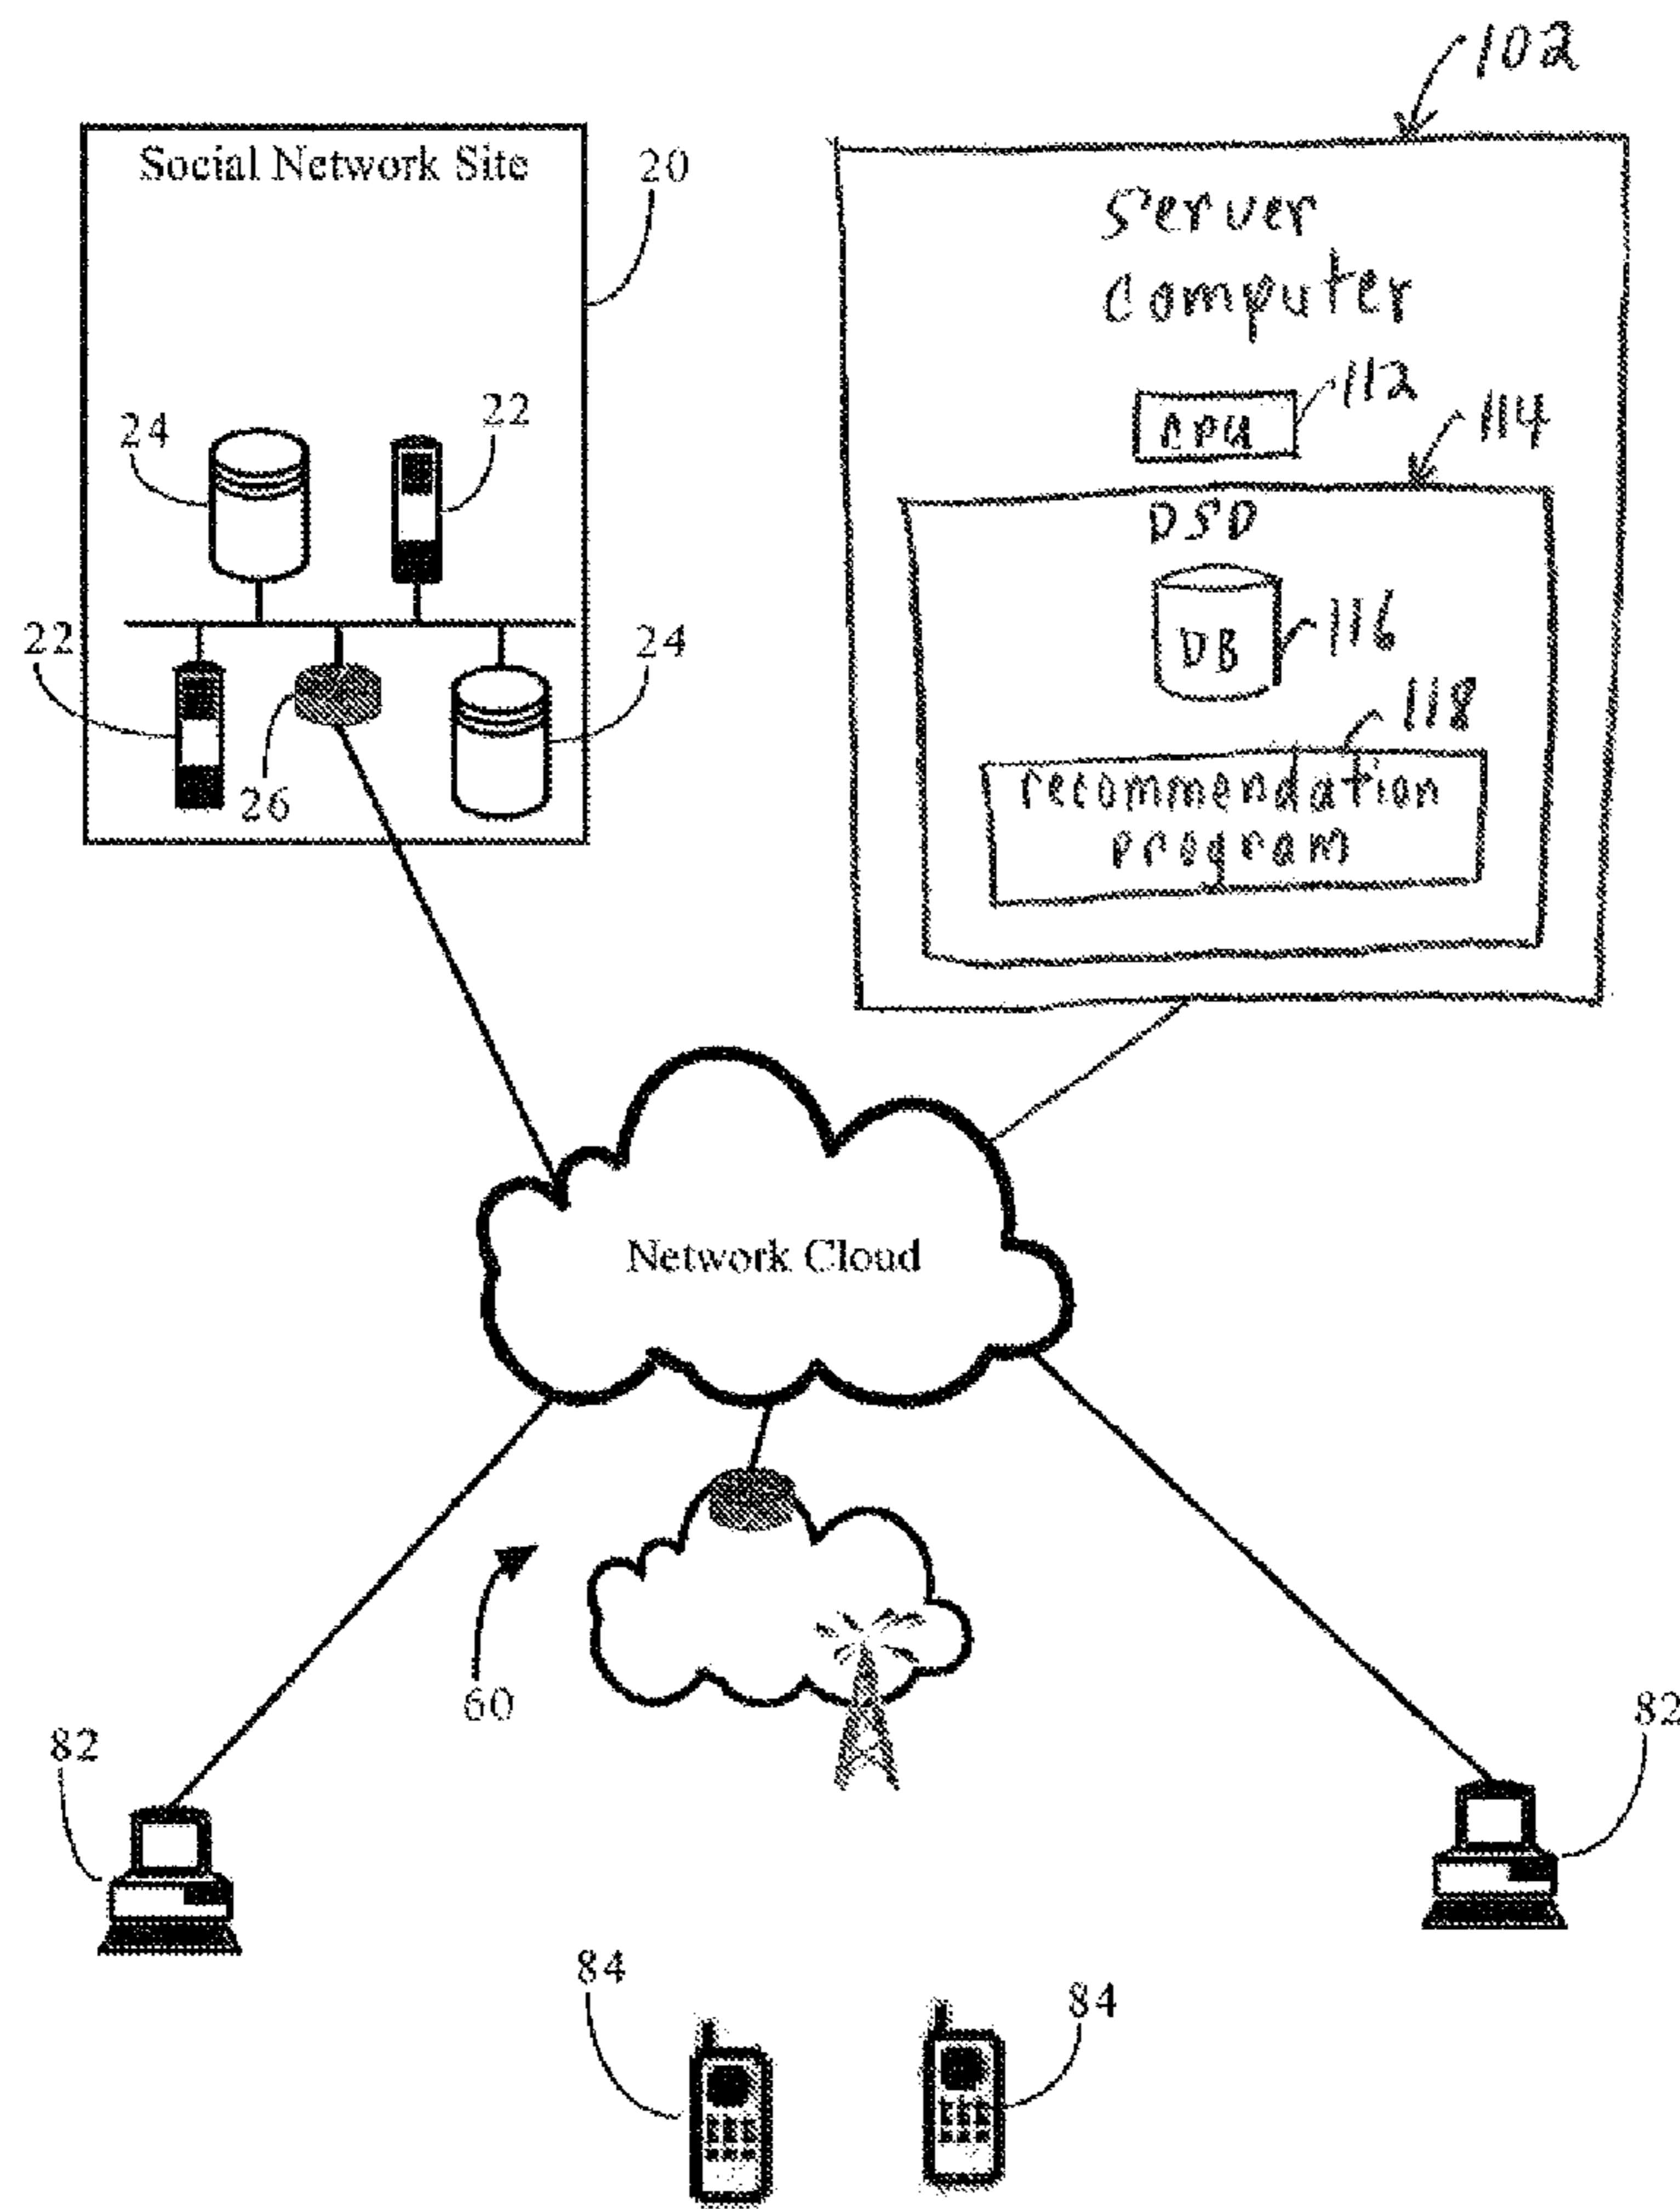 102
Social Network Site
20
Server
Computer
112
CPU
114
24
22
DSD
116
DB
22
24
118
26
recommendation
program
Network Cloud
60
82
82
84
84